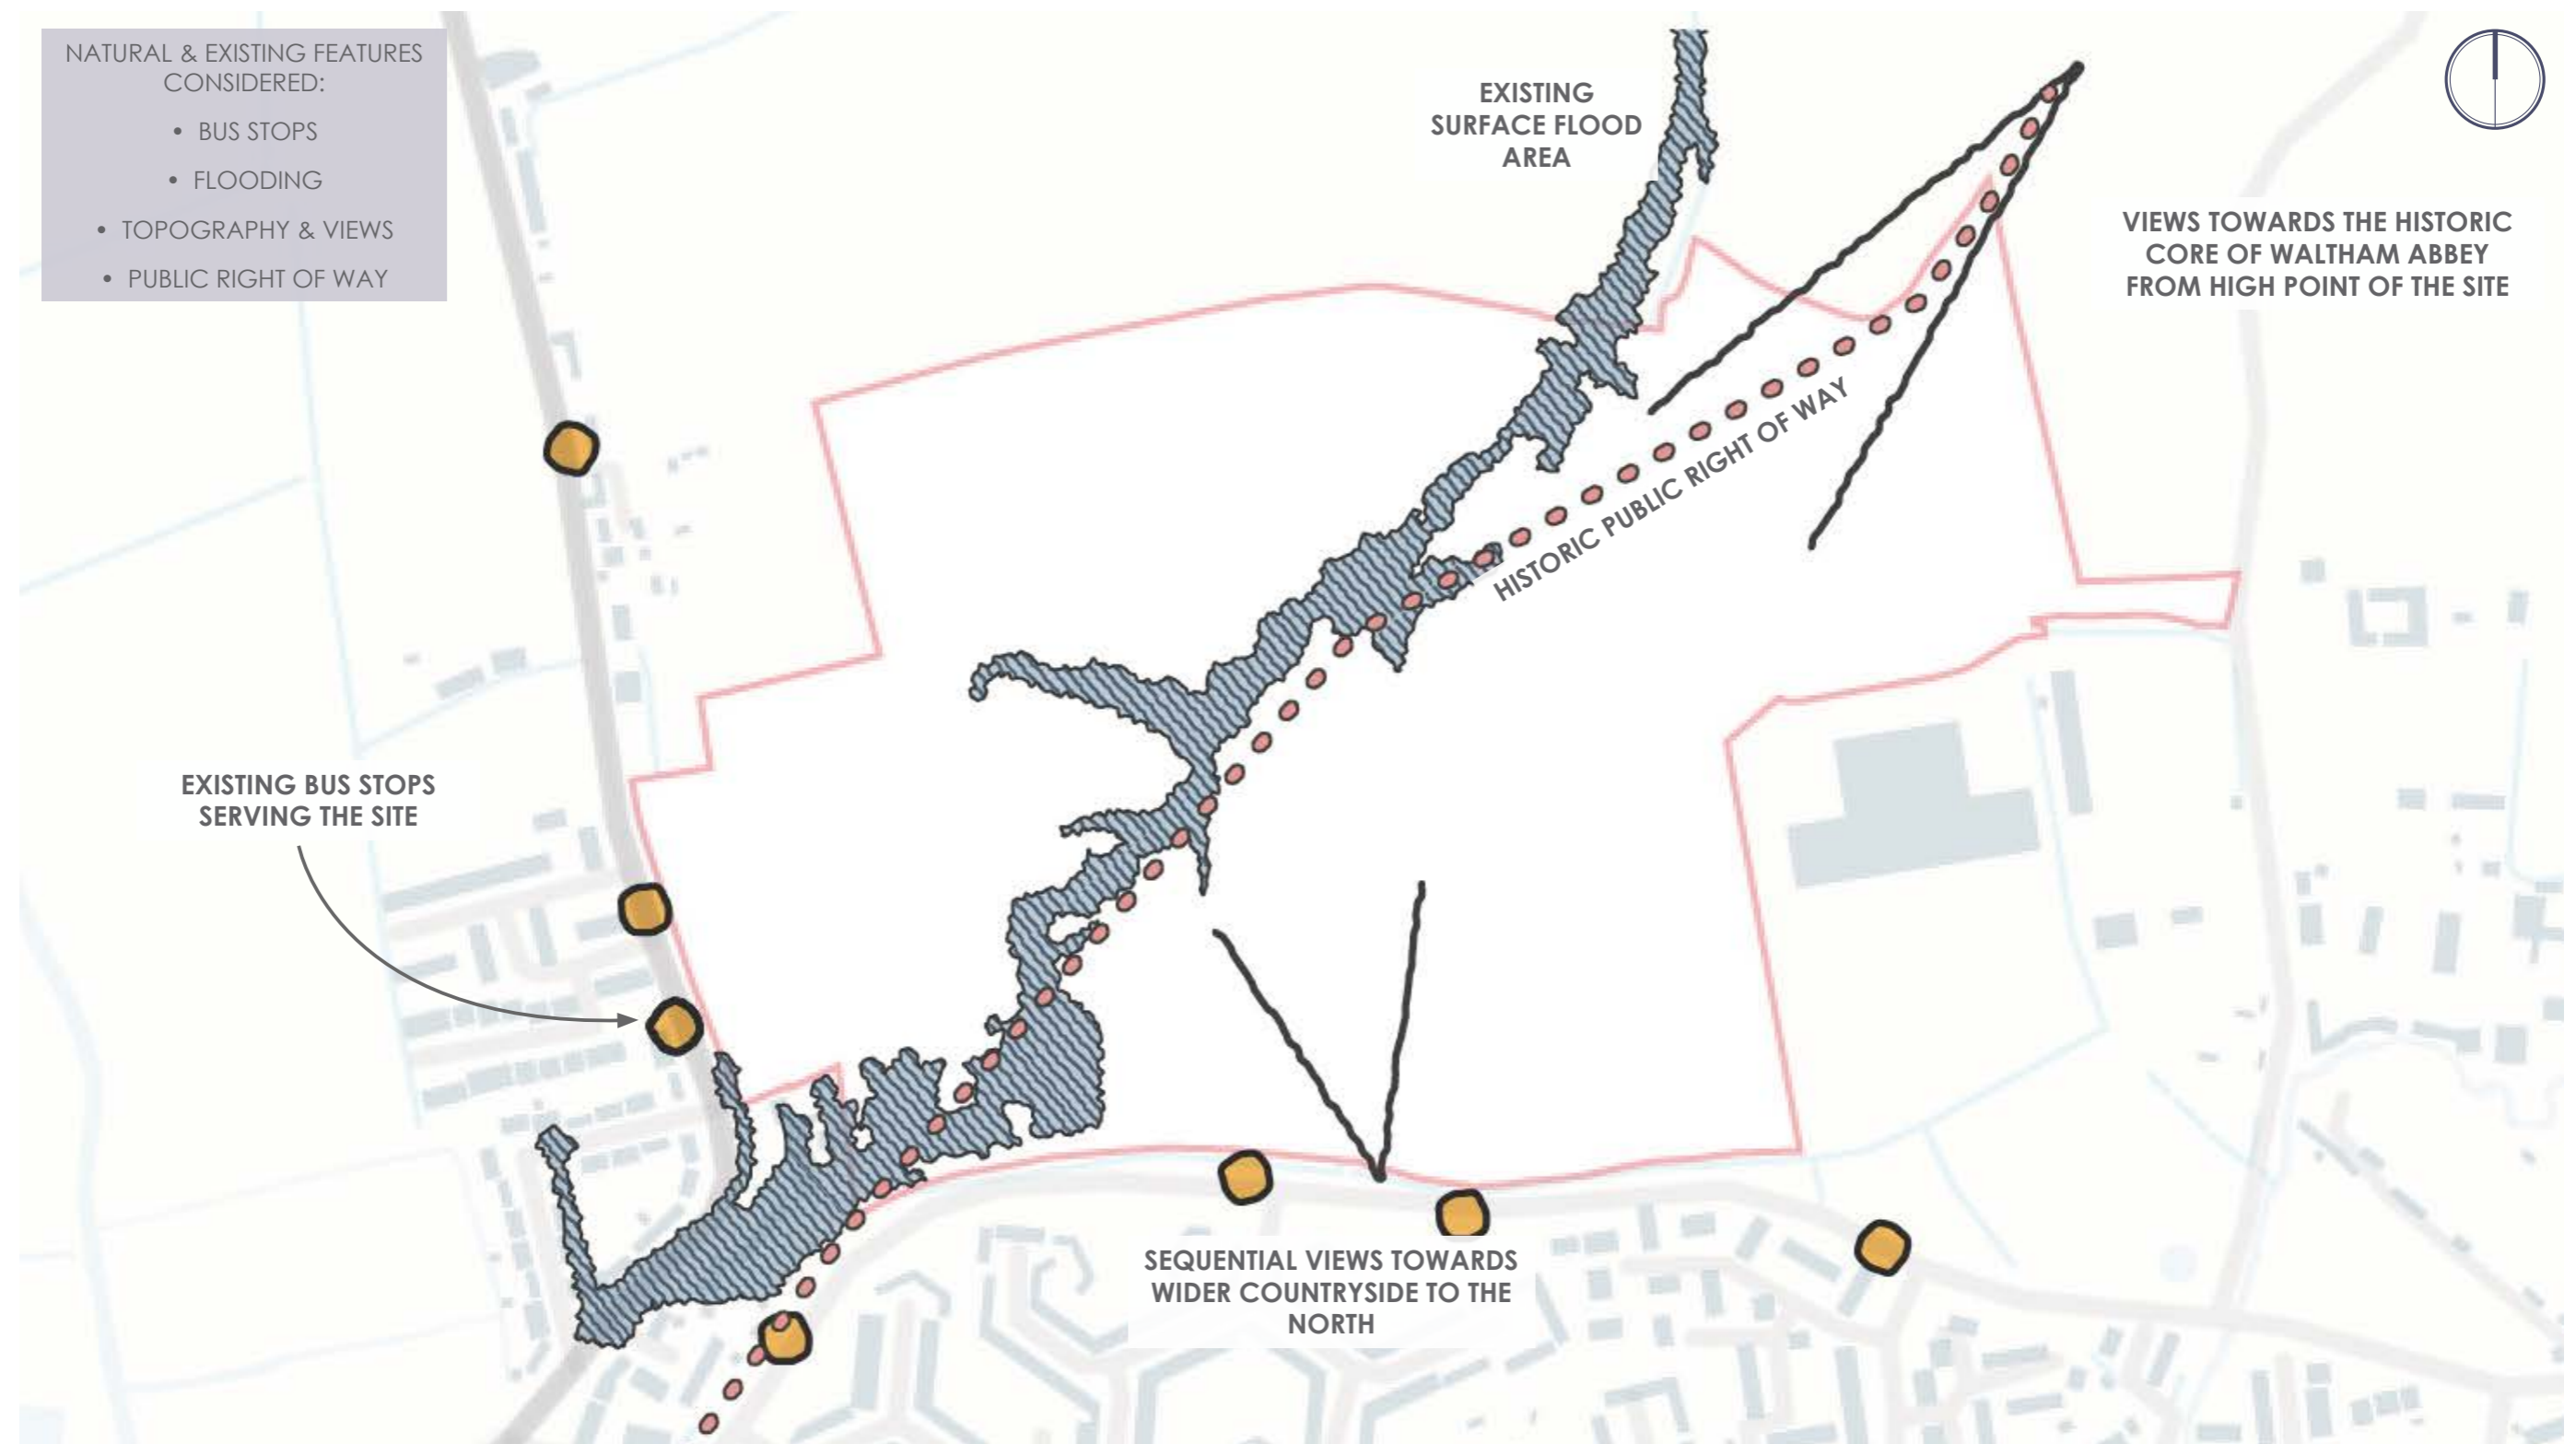 NATURAL & EXISTING FEATURES
CONSIDERED:
• BUS STOPS
• FLOODING
• TOPOGRAPHY & VIEWS
• PUBLIC RIGHT OF WAY
EXISTING
SURFACE FLOOD
AREA
VIEWS TOWARDS THE HISTORIC
CORE OF WALTHAM ABBEY
FROM HIGH POINT OF THE SITE
HISTORIC PUBLIC RIGHT OF WAY
EXISTING BUS STOPS
SERVING THE SITE
SEQUENTIAL VIEWS TOWARDS
WIDER COUNTRYSIDE TO THE
NORTH